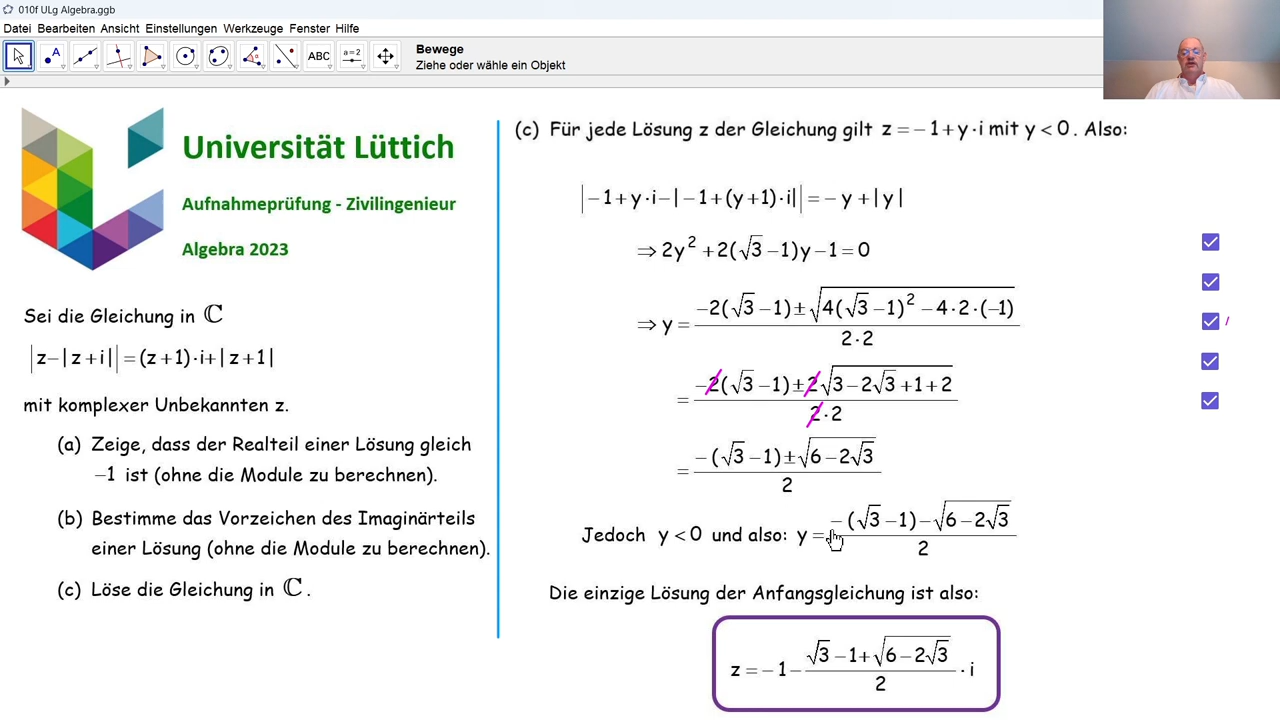 010f ULg Algebra.ggb
Datei Bearbeiten Ansicht Einstellungen Werkzeuge Fenster Hilfe
A ABC a=2
Bewege
Ziehe oder wähle ein Objekt
Universität Lüttich
Aufnahmeprüfung - Zivilingenieur
Algebra 2023
Sei die Gleichung in ℂ
|z−|z+i||=(z+1)·i+|z+1|
mit komplexer Unbekannten z.
(a) Zeige, dass der Realteil einer Lösung gleich
−1 ist (ohne die Module zu berechnen).
(b) Bestimme das Vorzeichen des Imaginärteils
einer Lösung (ohne die Module zu berechnen).
(c) Löse die Gleichung in ℂ.
(c) Für jede Lösung z der Gleichung gilt z=−1+y·i mit y<0. Also:
|−1+y·i−|−1+(y+1)·i||=−y+|y|
⇒ 2y²+2(√3−1)y−1=0
⇒ y = (−2(√3−1)±√(4(√3−1)²−4·2·(−1)))/(2·2)
= (−2(√3−1)±2√(3−2√3+1+2))/(2·2)
= (−(√3−1)±√(6−2√3))/2
Jedoch y<0 und also: y = (−(√3−1)−√(6−2√3))/2
Die einzige Lösung der Anfangsgleichung ist also:
z = −1− (√3−1+√(6−2√3))/2 · i